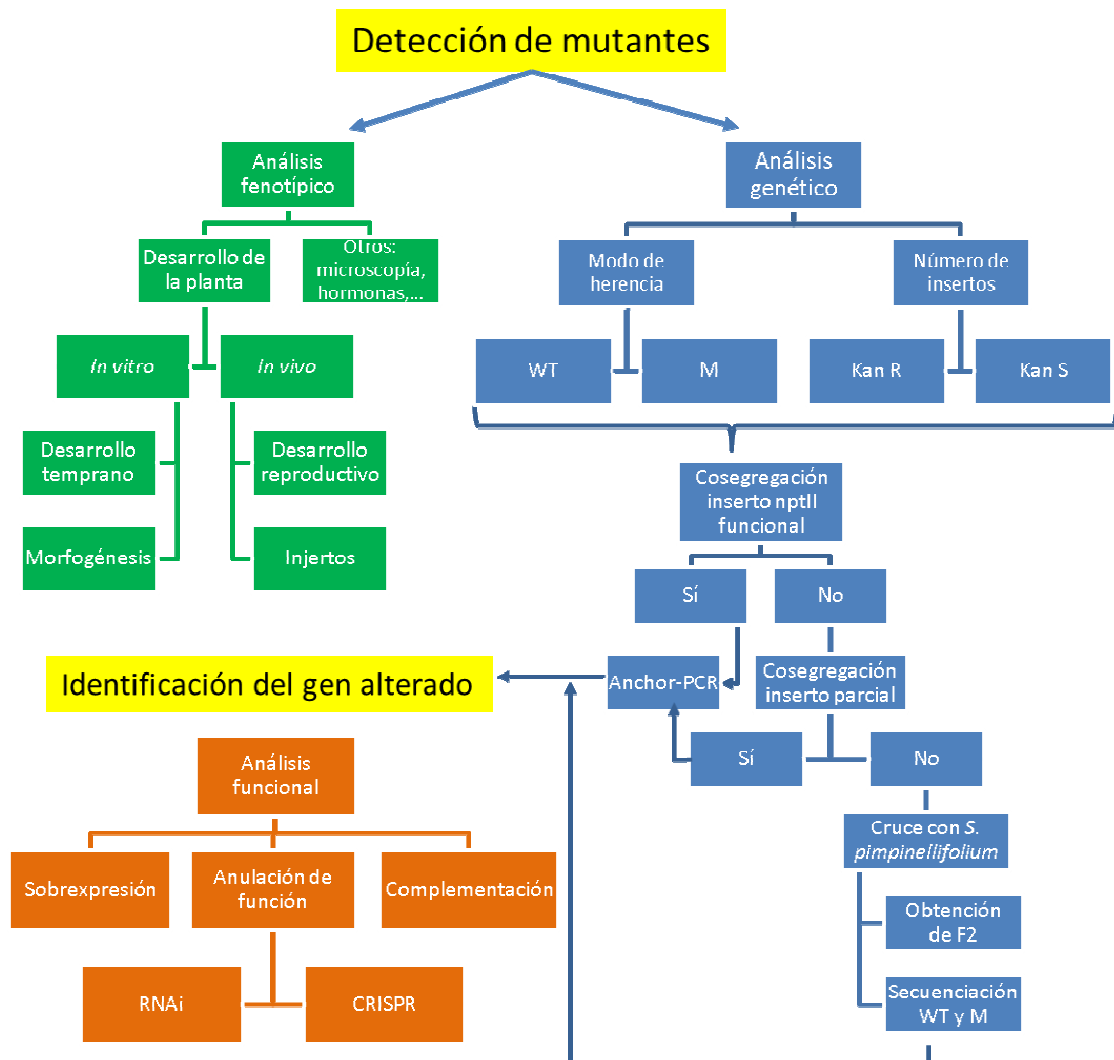 Detección de mutantes
Análisis
fenotípico
Análisis
genético
Desarrollo de
la planta
Otros:
microscopía,
hormonas,...
Modo de
herencia
Número de
insertos
In vitro
In vivo
WT
M
Kan R
Kan S
Desarrollo
temprano
Desarrollo
reproductivo
Morfogénesis
Injertos
Cosegregación
inserto nptII
funcional
Sí
No
Identificación del gen alterado
Anchor-PCR
Cosegregación
inserto parcial
Sí
No
Análisis
funcional
Cruce con S.
pimpinellifolium
Sobrexpresión
Anulación de
función
Complementación
Obtención
de F2
RNAi
CRISPR
Secuenciación
WT y M